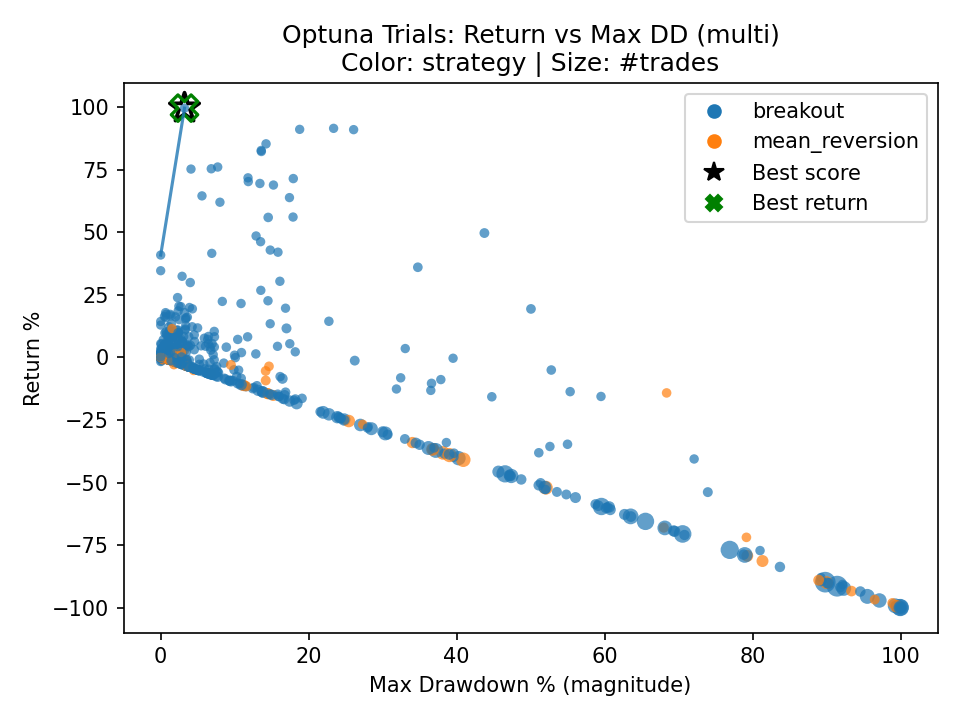 Optuna Trials: Return vs Max DD (multi)
Color: strategy | Size: #trades
breakout
mean_reversion
Best score
Best return
Return %
100
75
50
25
0
−25
−50
−75
−100
0
20
40
60
80
100
Max Drawdown % (magnitude)